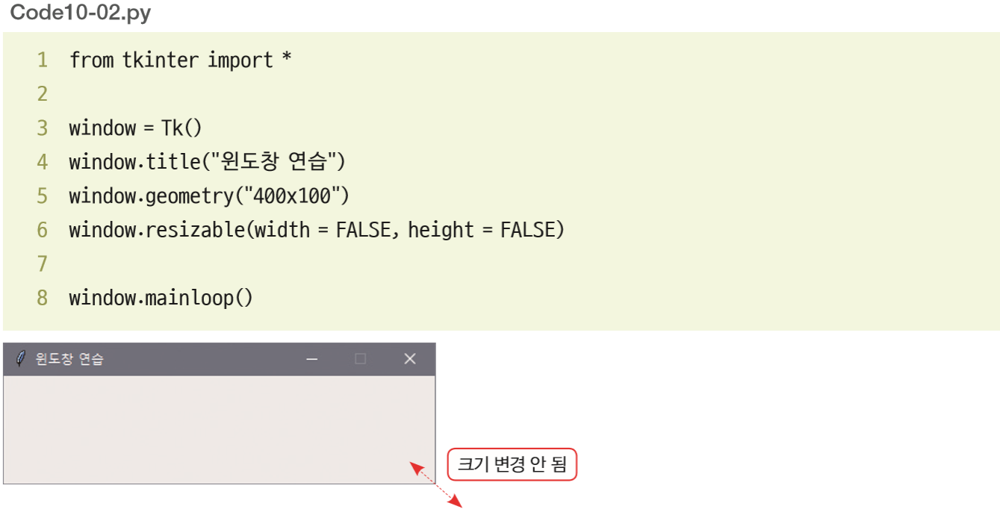 Code10-02.py
1 from tkinter import *
2
3 window = Tk()
4 window.title("윈도창 연습")
5 window.geometry("400x100")
6 window.resizable(width = FALSE, height = FALSE)
7
8 window.mainloop()
윈도창 연습
크기 변경 안 됨